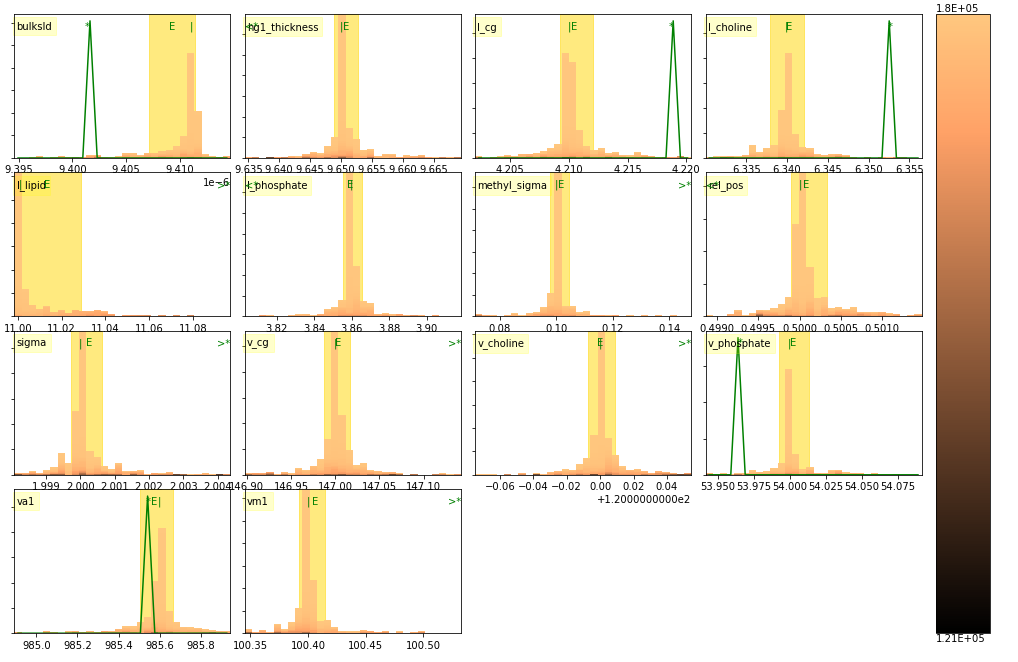 1.8E+05
bulksld * E |
hg1_thickness | E
l_cg | E *
l_choline | E *
9.395 9.400 9.405 9.410
9.635 9.640 9.645 9.650 9.655 9.660 9.665
4.205 4.210 4.215 4.220
6.335 6.340 6.345 6.350 6.355
1e−6
l_lipid E >*
l_phosphate E
methyl_sigma | E >*
rel_pos | E
11.00 11.02 11.04 11.06 11.08
3.82 3.84 3.86 3.88 3.90
0.08 0.10 0.12 0.14
0.4990 0.4995 0.5000 0.5005 0.5010
sigma | E >*
v_cg E >*
v_choline E >*
v_phosphate * | E
1.999 2.000 2.001 2.002 2.003 2.004
146.90 146.95 147.00 147.05 147.10
−0.06 −0.04 −0.02 0.00 0.02 0.04
+1.2000000000e2
53.950 53.975 54.000 54.025 54.050 54.075
va1 * E |
vm1 | E >*
985.0 985.2 985.4 985.6 985.8
100.35 100.40 100.45 100.50
1.21E+05